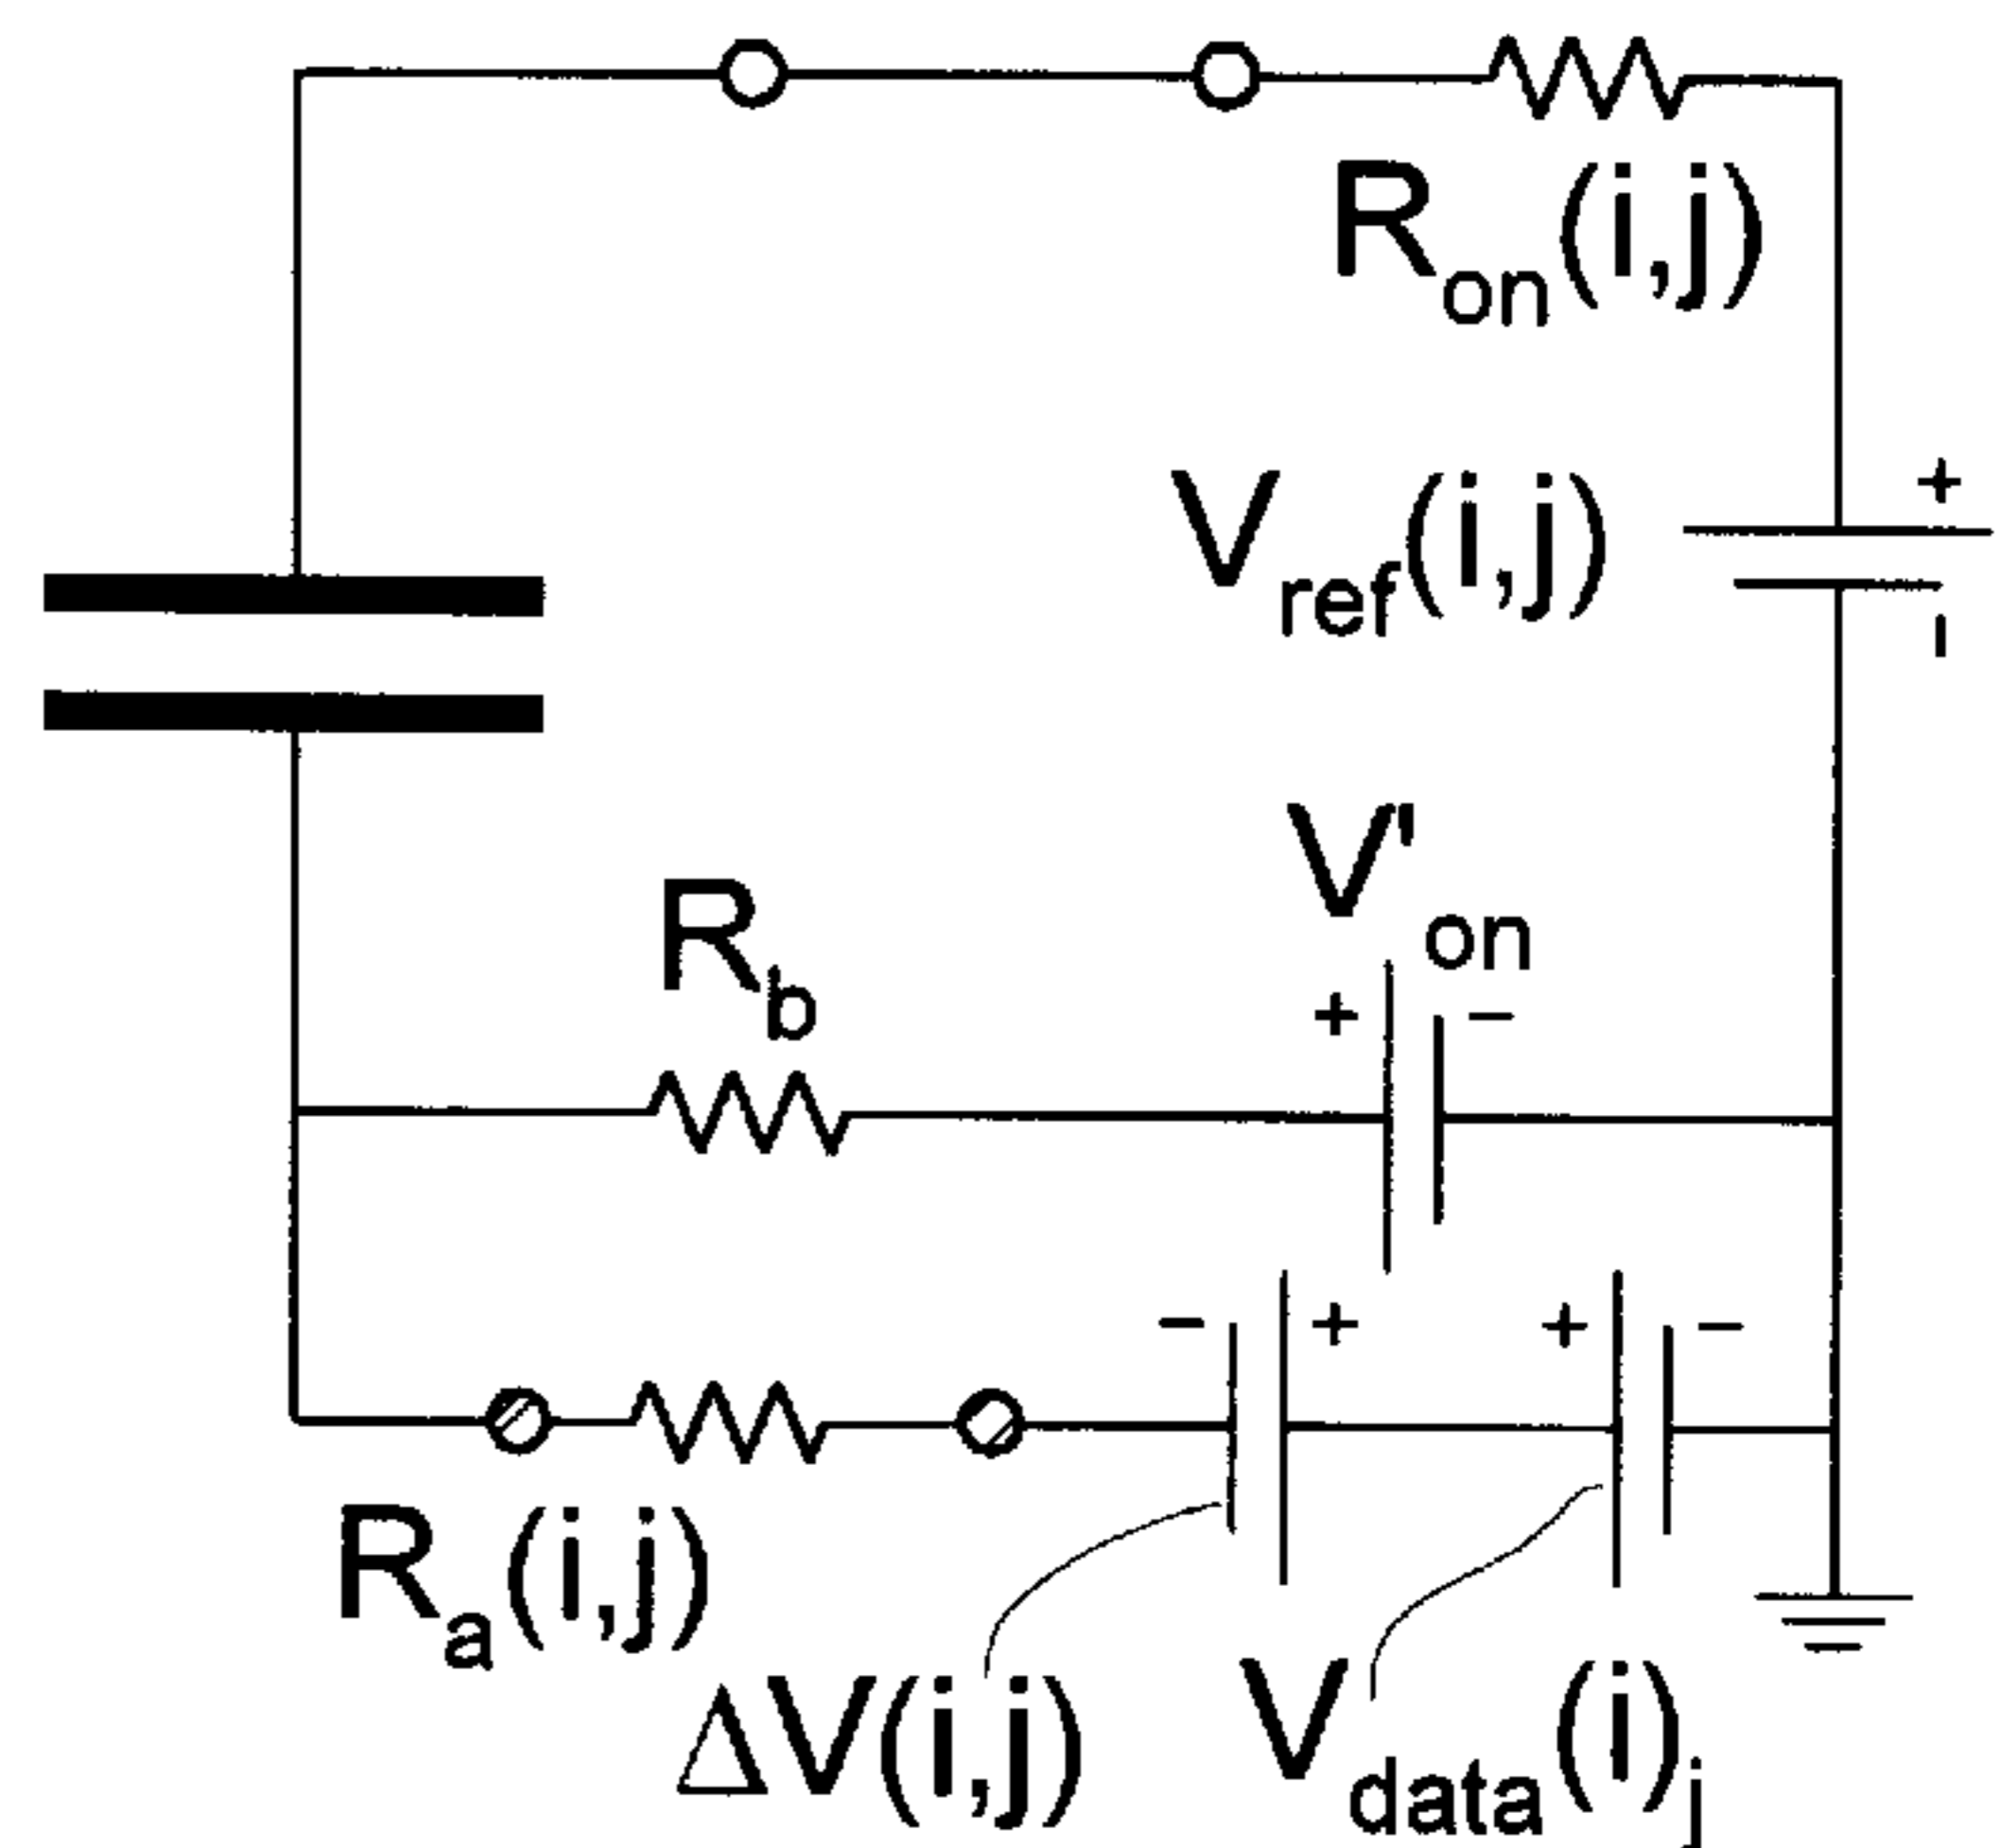 R_on(i,j)
+
V_ref(i,j)
-
V'_on
R_b
+ -
- + + -
R_a(i,j)
ΔV(i,j) V_data(i)_j